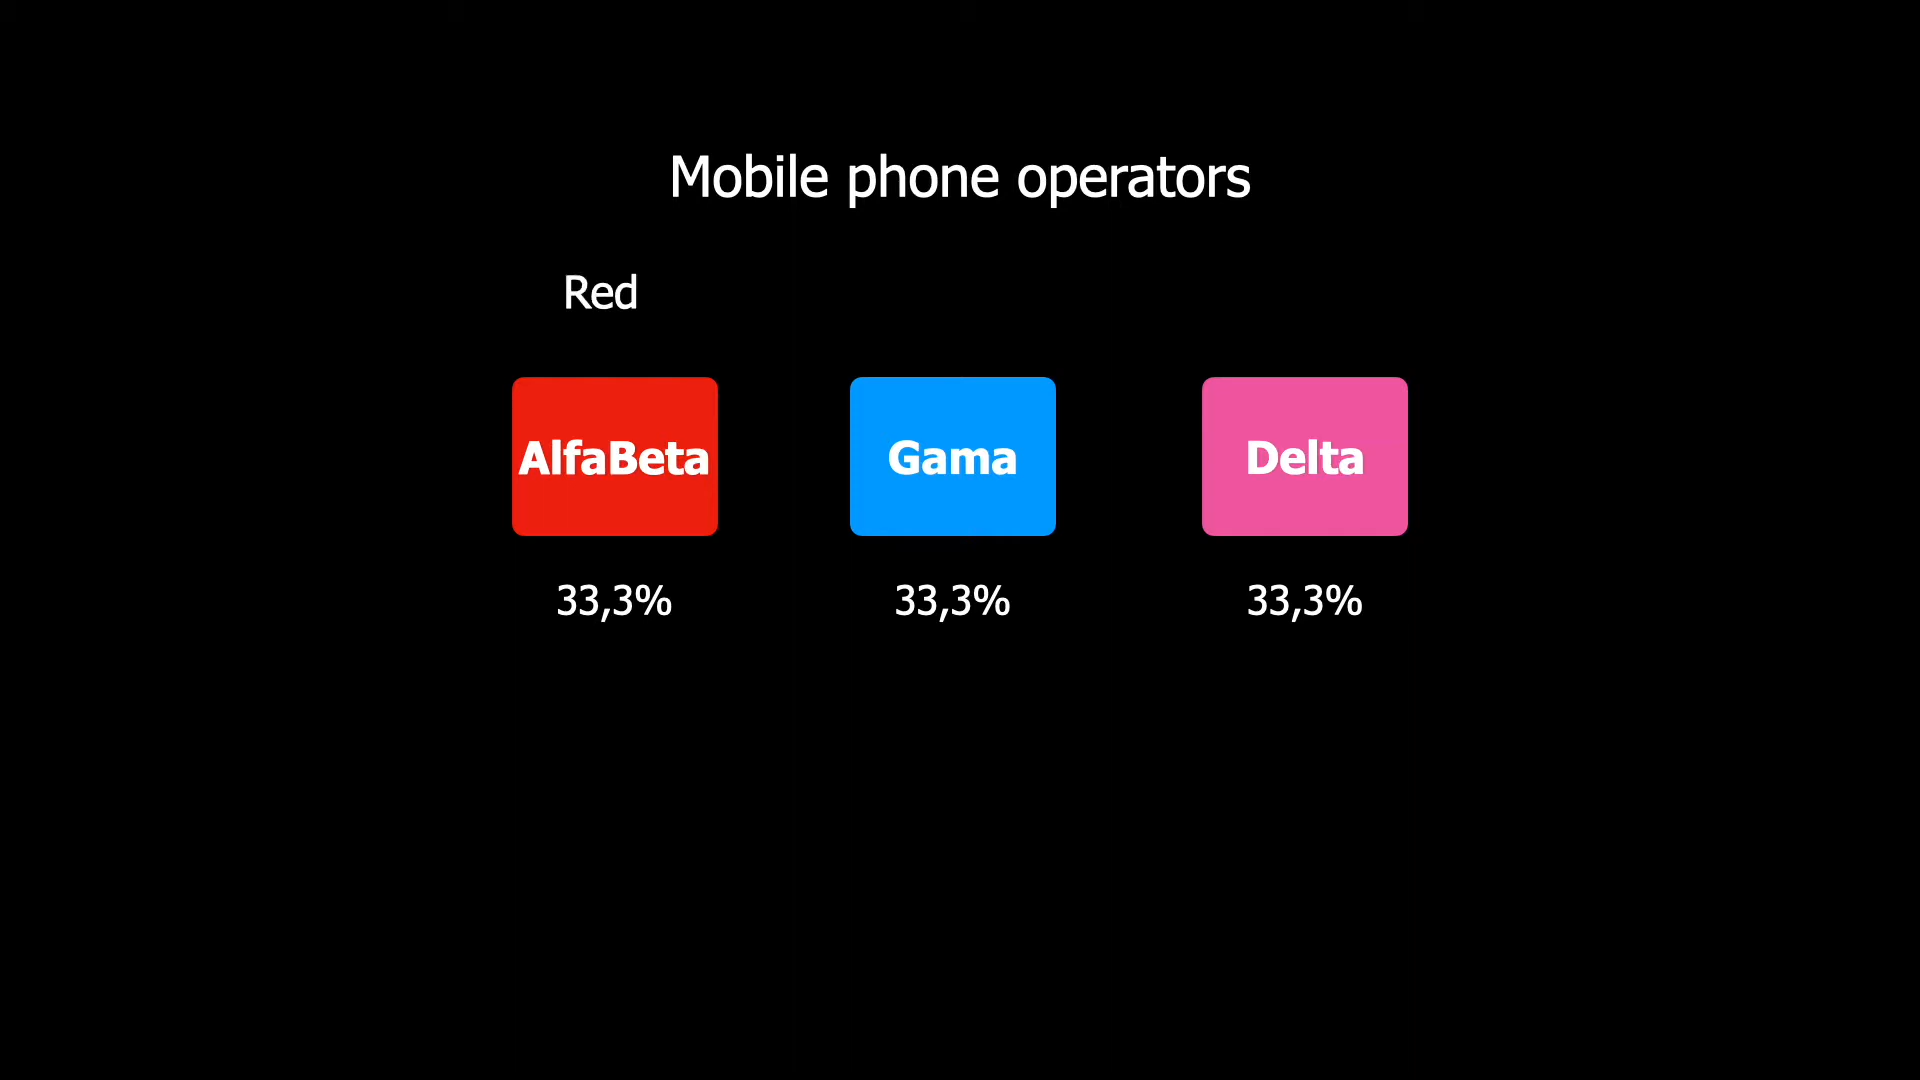 Mobile phone operators
Red
AlfaBeta Gama Delta
33,3% 33,3% 33,3%